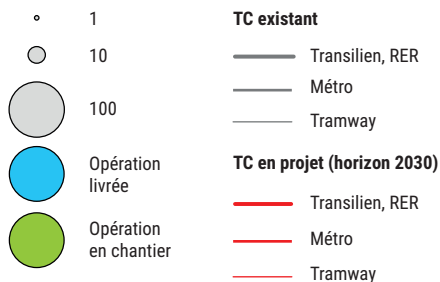 1
10
100
Opération
livrée
Opération
en chantier
TC existant
Transilien, RER
Métro
Tramway
TC en projet (horizon 2030)
Transilien, RER
Métro
Tramway